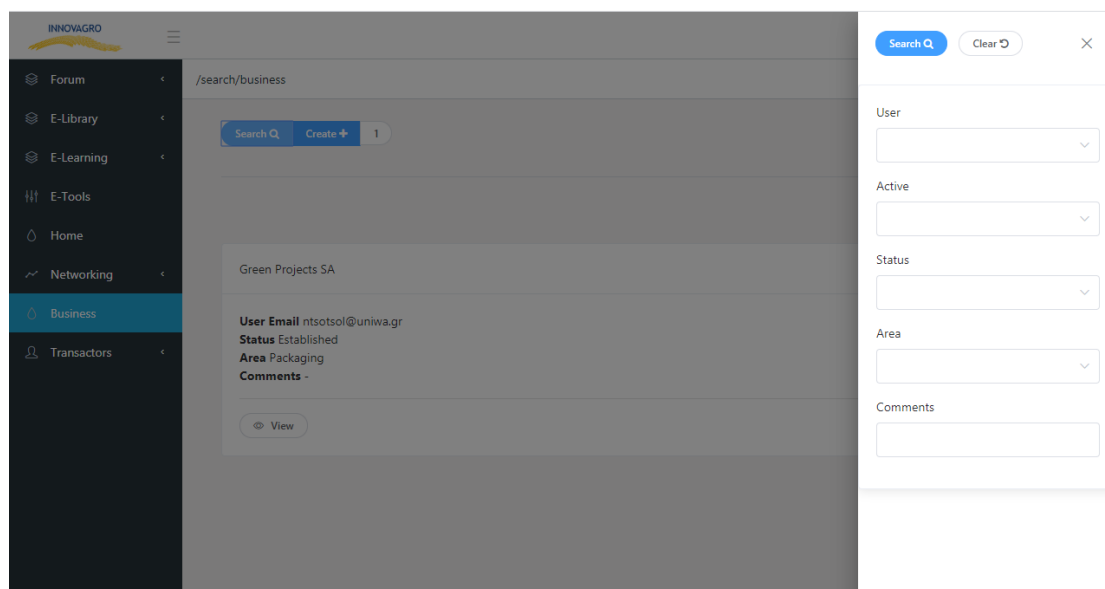 INNOVAGRO
Forum
E-Library
E-Learning
E-Tools
Home
Networking
Business
Transactors
/search/business
Search
Create
1
Green Projects SA
User Email ntsotsol@uniwa.gr
Status Established
Area Packaging
Comments -
View
Search
Clear
User
Active
Status
Area
Comments